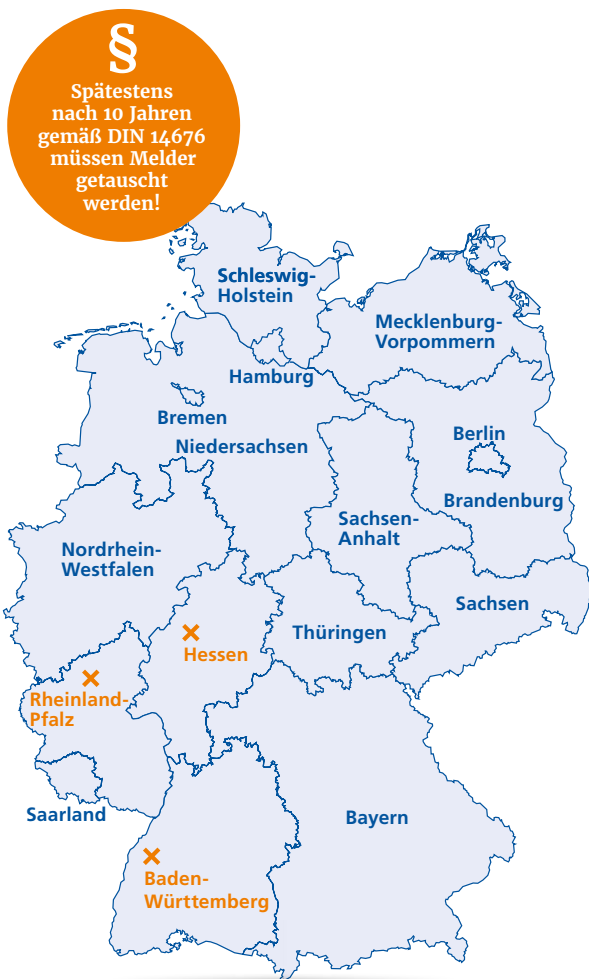 §
Spätestens
nach 10 Jahren
gemäß DIN 14676
müssen Melder
getauscht
werden!
Schleswig-
Holstein
Mecklenburg-
Vorpommern
Hamburg
Bremen
Niedersachsen
Berlin
Brandenburg
Sachsen-
Anhalt
Nordrhein-
Westfalen
Sachsen
Thüringen
Hessen
Rheinland-
Pfalz
Saarland
Bayern
Baden-
Württemberg